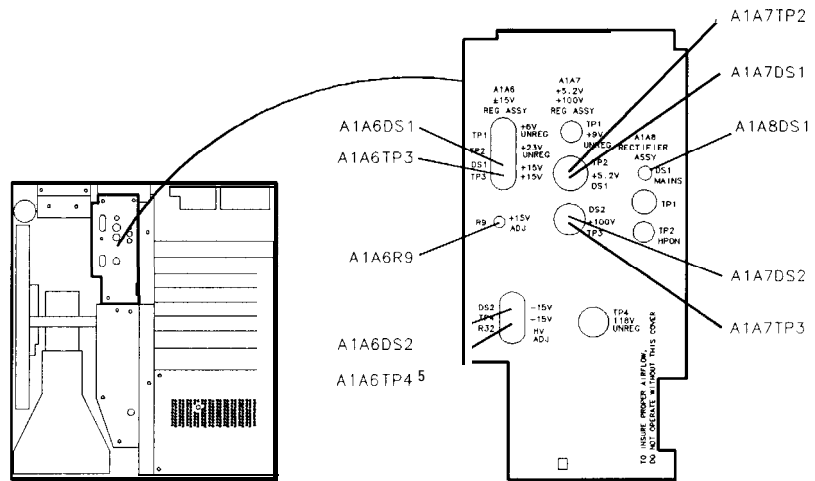 A1A7TP2
A1A7DS1
A1A8DS1
A1A6DS1
A1A6TP3
A1A6R9
A1A6DS2
A1A6TP4 5
A1A7DS2
A1A7TP3
A1A6
±15V
REG ASSY
A1A7
+5.2V
+100V
REG ASSY
TP1 +6V
UNREG
TP2 +23V
UNREG
DS1 +15V
TP3 +15V
TP1
+9V
UNREG
A1A8
RECTIFIER
ASSY
TP2
+5.2V
DS1
DS1
MAINS
TP1
TP2
HPON
R9 +15V
ADJ
DS2
+100V
TP3
DS2 -15V
TP4 -15V
R32 HV
ADJ
TP4
118V
UNREG
TO INSURE PROPER AIRFLOW,
DO NOT OPERATE WITHOUT THIS COVER